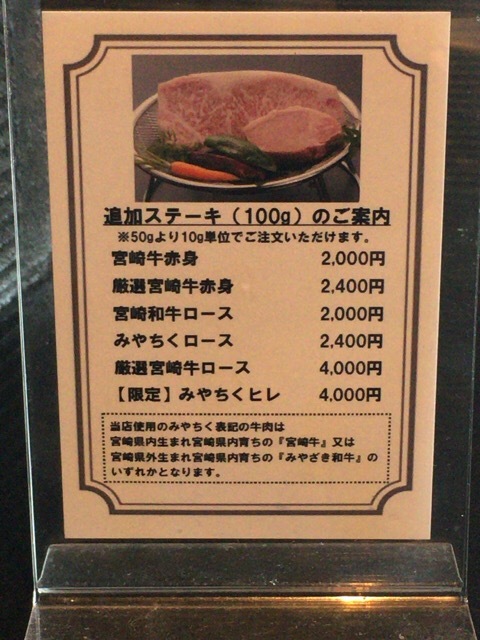 追加ステーキ（100g）のご案内
※50gより10g単位でご注文いただけます。
宮崎牛赤身 2,000円
厳選宮崎牛赤身 2,400円
宮崎和牛ロース 2,000円
みやちくロース 2,400円
厳選宮崎牛ロース 4,000円
【限定】みやちくヒレ 4,000円
当店使用のみやちく表記の牛肉は
宮崎県内生まれ宮崎県内育ちの『宮崎牛』又は
宮崎県外生まれ宮崎県内育ちの『みやざき和牛』の
いずれかとなります。